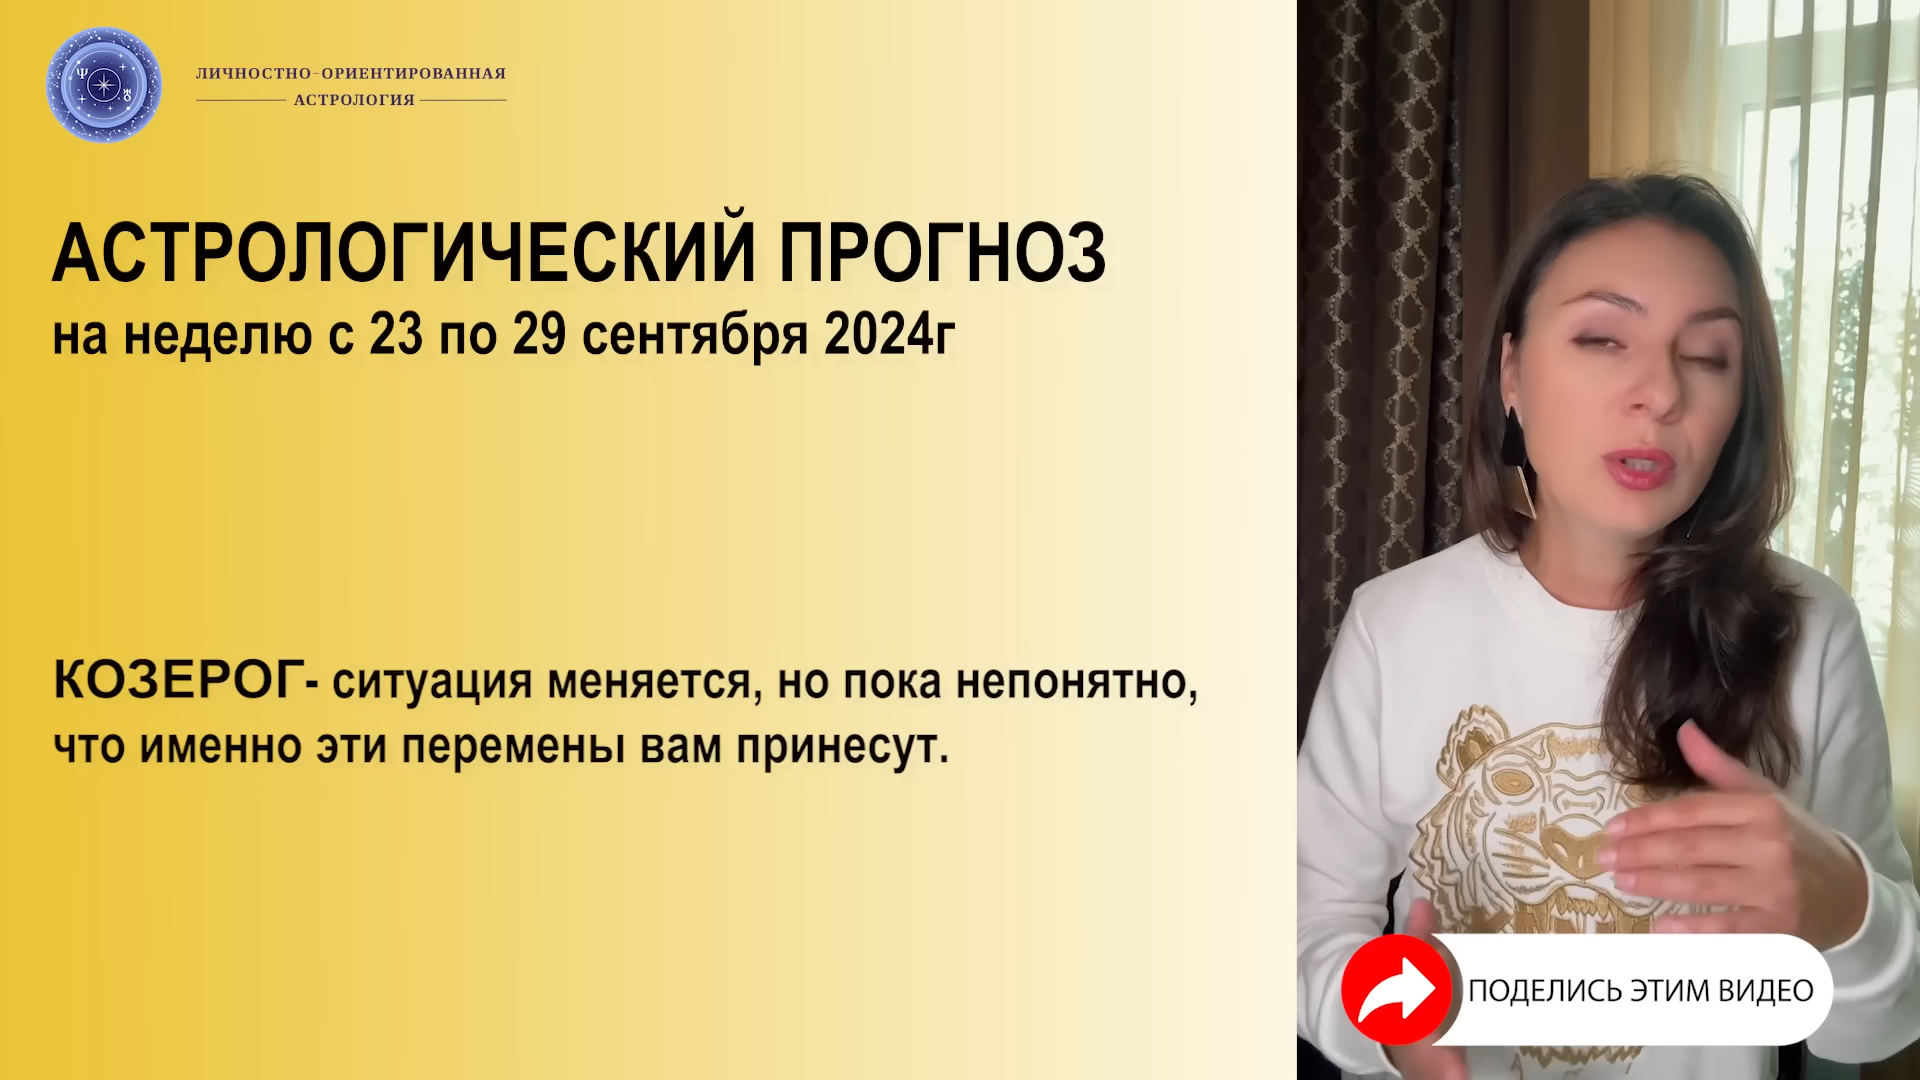 ЛИЧНОСТНО-ОРИЕНТИРОВАННАЯ
АСТРОЛОГИЯ
АСТРОЛОГИЧЕСКИЙ ПРОГНОЗ
на неделю с 23 по 29 сентября 2024г
КОЗЕРОГ- ситуация меняется, но пока непонятно,
что именно эти перемены вам принесут.
ПОДЕЛИСЬ ЭТИМ ВИДЕО